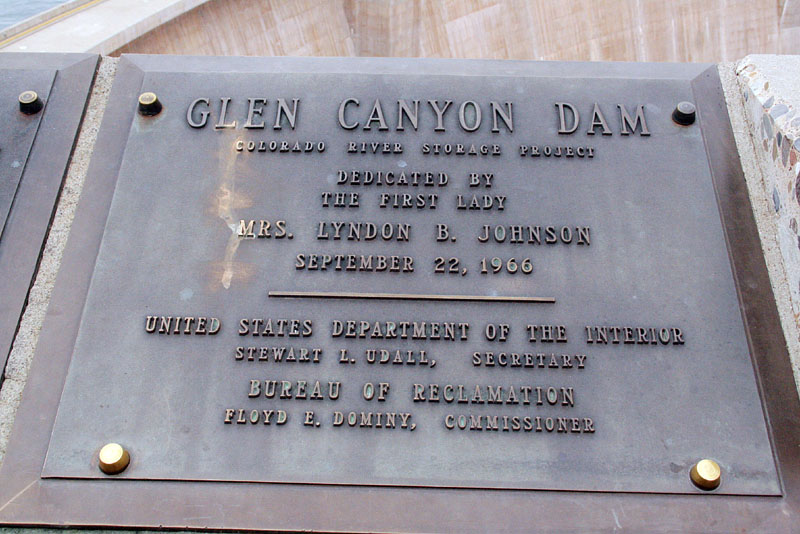 GLEN CANYON DAM
COLORADO RIVER STORAGE PROJECT
DEDICATED BY
THE FIRST LADY
MRS. LYNDON B. JOHNSON
SEPTEMBER 22, 1966
UNITED STATES DEPARTMENT OF THE INTERIOR
STEWART L. UDALL, SECRETARY
BUREAU OF RECLAMATION
FLOYD E. DOMINY, COMMISSIONER